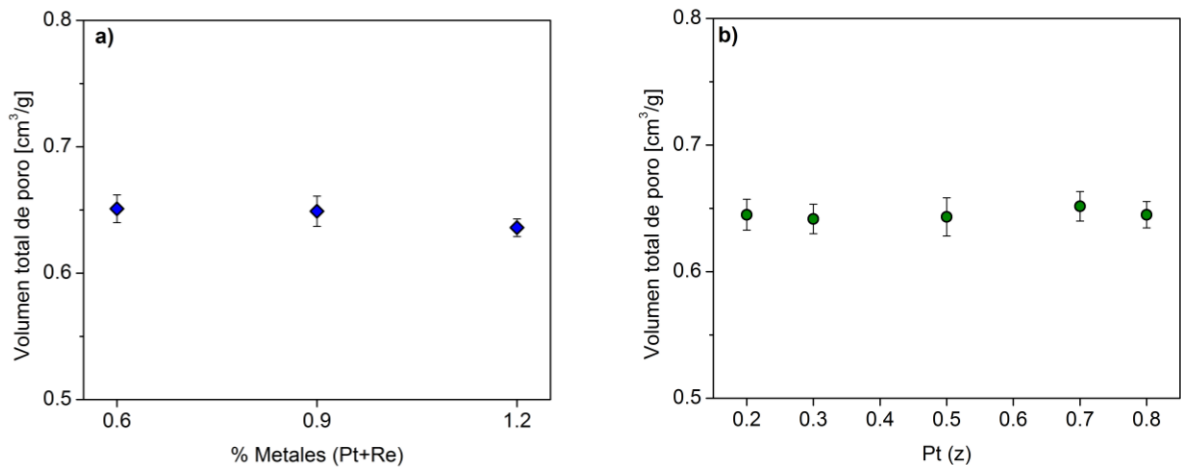 a)
Volumen total de poro [cm³/g]
0.8
0.7
0.6
0.5
0.6 0.9 1.2
% Metales (Pt+Re)
b)
Volumen total de poro [cm³/g]
0.8
0.7
0.6
0.5
0.2 0.3 0.4 0.5 0.6 0.7 0.8
Pt (z)